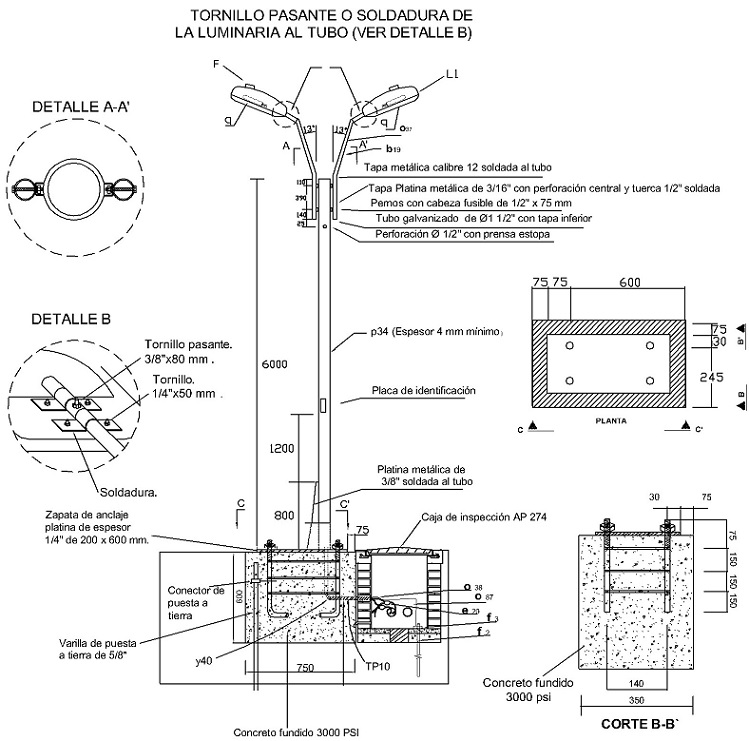 TORNILLO PASANTE O SOLDADURA DE
LA LUMINARIA AL TUBO (VER DETALLE B)
F
L1
DETALLE A-A'
g
13°
13°
A
A'
b19
Tapa metálica calibre 12 soldada al tubo
Tapa Platina metálica de 3/16" con perforación central y tuerca 1/2" soldada
Pernos con cabeza fusible de 1/2" x 75 mm
Tubo galvanizado de Ø1 1/2" con tapa inferior
Perforación Ø 1/2" con prensa estopa
110
390
140
75 75 600
75
30
245
B'
B
C
PLANTA
C'
DETALLE B
Tornillo pasante.
3/8"x80 mm .
Tornillo.
1/4"x50 mm .
Soldadura.
6000
p34 (Espesor 4 mm mínimo)
Placa de identificación
1200
Platina metálica de
3/8" soldada al tubo
800
C
C'
75
Zapata de anclaje
platina de espesor
1/4" de 200 x 600 mm.
Caja de inspección AP 274
Conector de
puesta a
tierra
600
o 38
o 87
e 20
f 3
f 2
Varilla de puesta
a tierra de 5/8"
y40
750
TP10
Concreto fundido 3000 PSI
30
75
75
150
150
150
140
350
Concreto fundido
3000 psi
CORTE B-B`